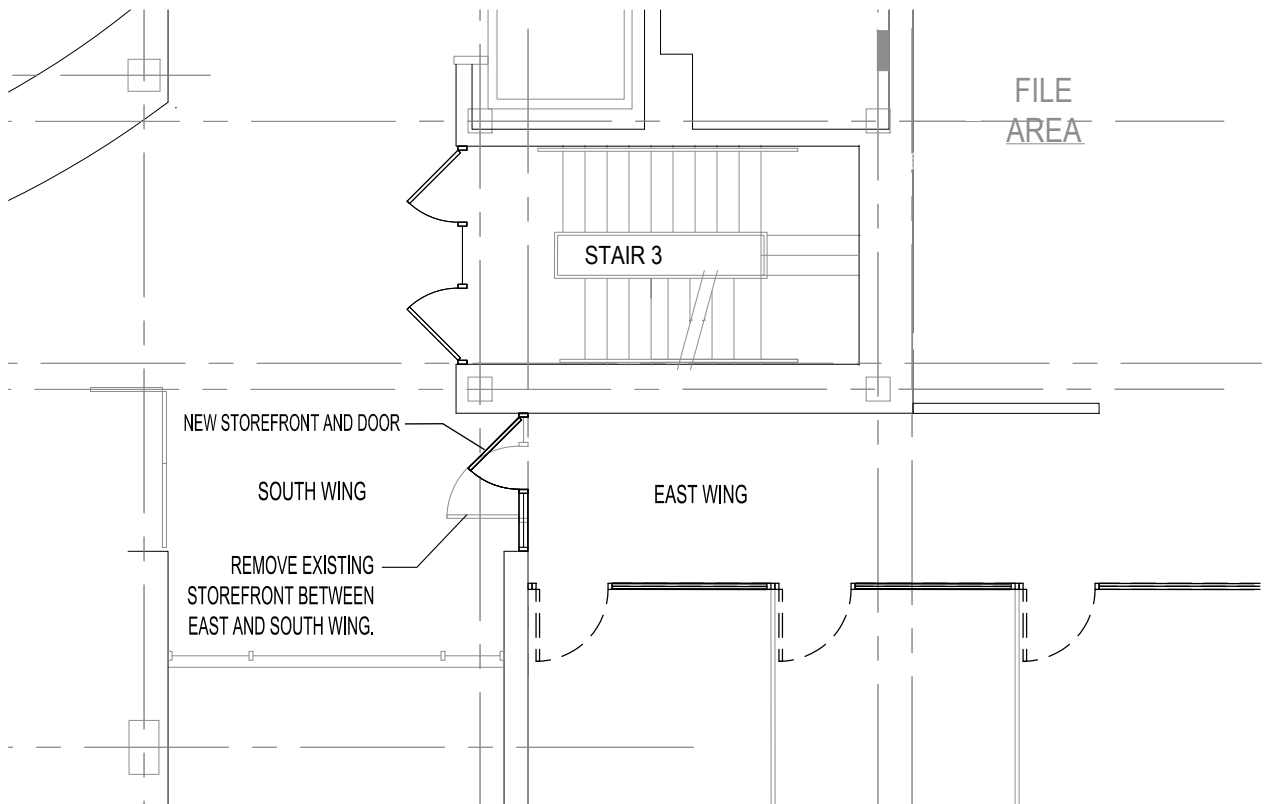 FILE
AREA
STAIR 3
NEW STOREFRONT AND DOOR
SOUTH WING
EAST WING
REMOVE EXISTING
STOREFRONT BETWEEN
EAST AND SOUTH WING.